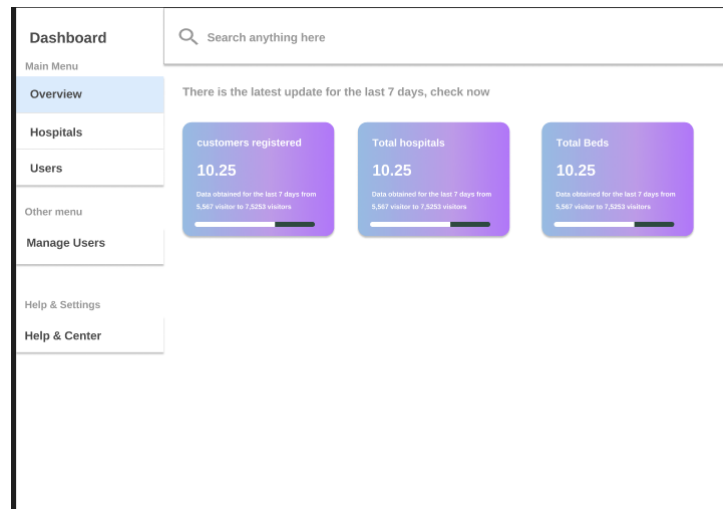 Dashboard
Search anything here
Main Menu
Overview
Hospitals
Users
Other menu
Manage Users
Help & Settings
Help & Center
There is the latest update for the last 7 days, check now
customers registered
10.25
Data obtained for the last 7 days from
5,567 visitor to 7,5253 visitors
Total hospitals
10.25
Data obtained for the last 7 days from
5,567 visitor to 7,5253 visitors
Total Beds
10.25
Data obtained for the last 7 days from
5,567 visitor to 7,5253 visitors